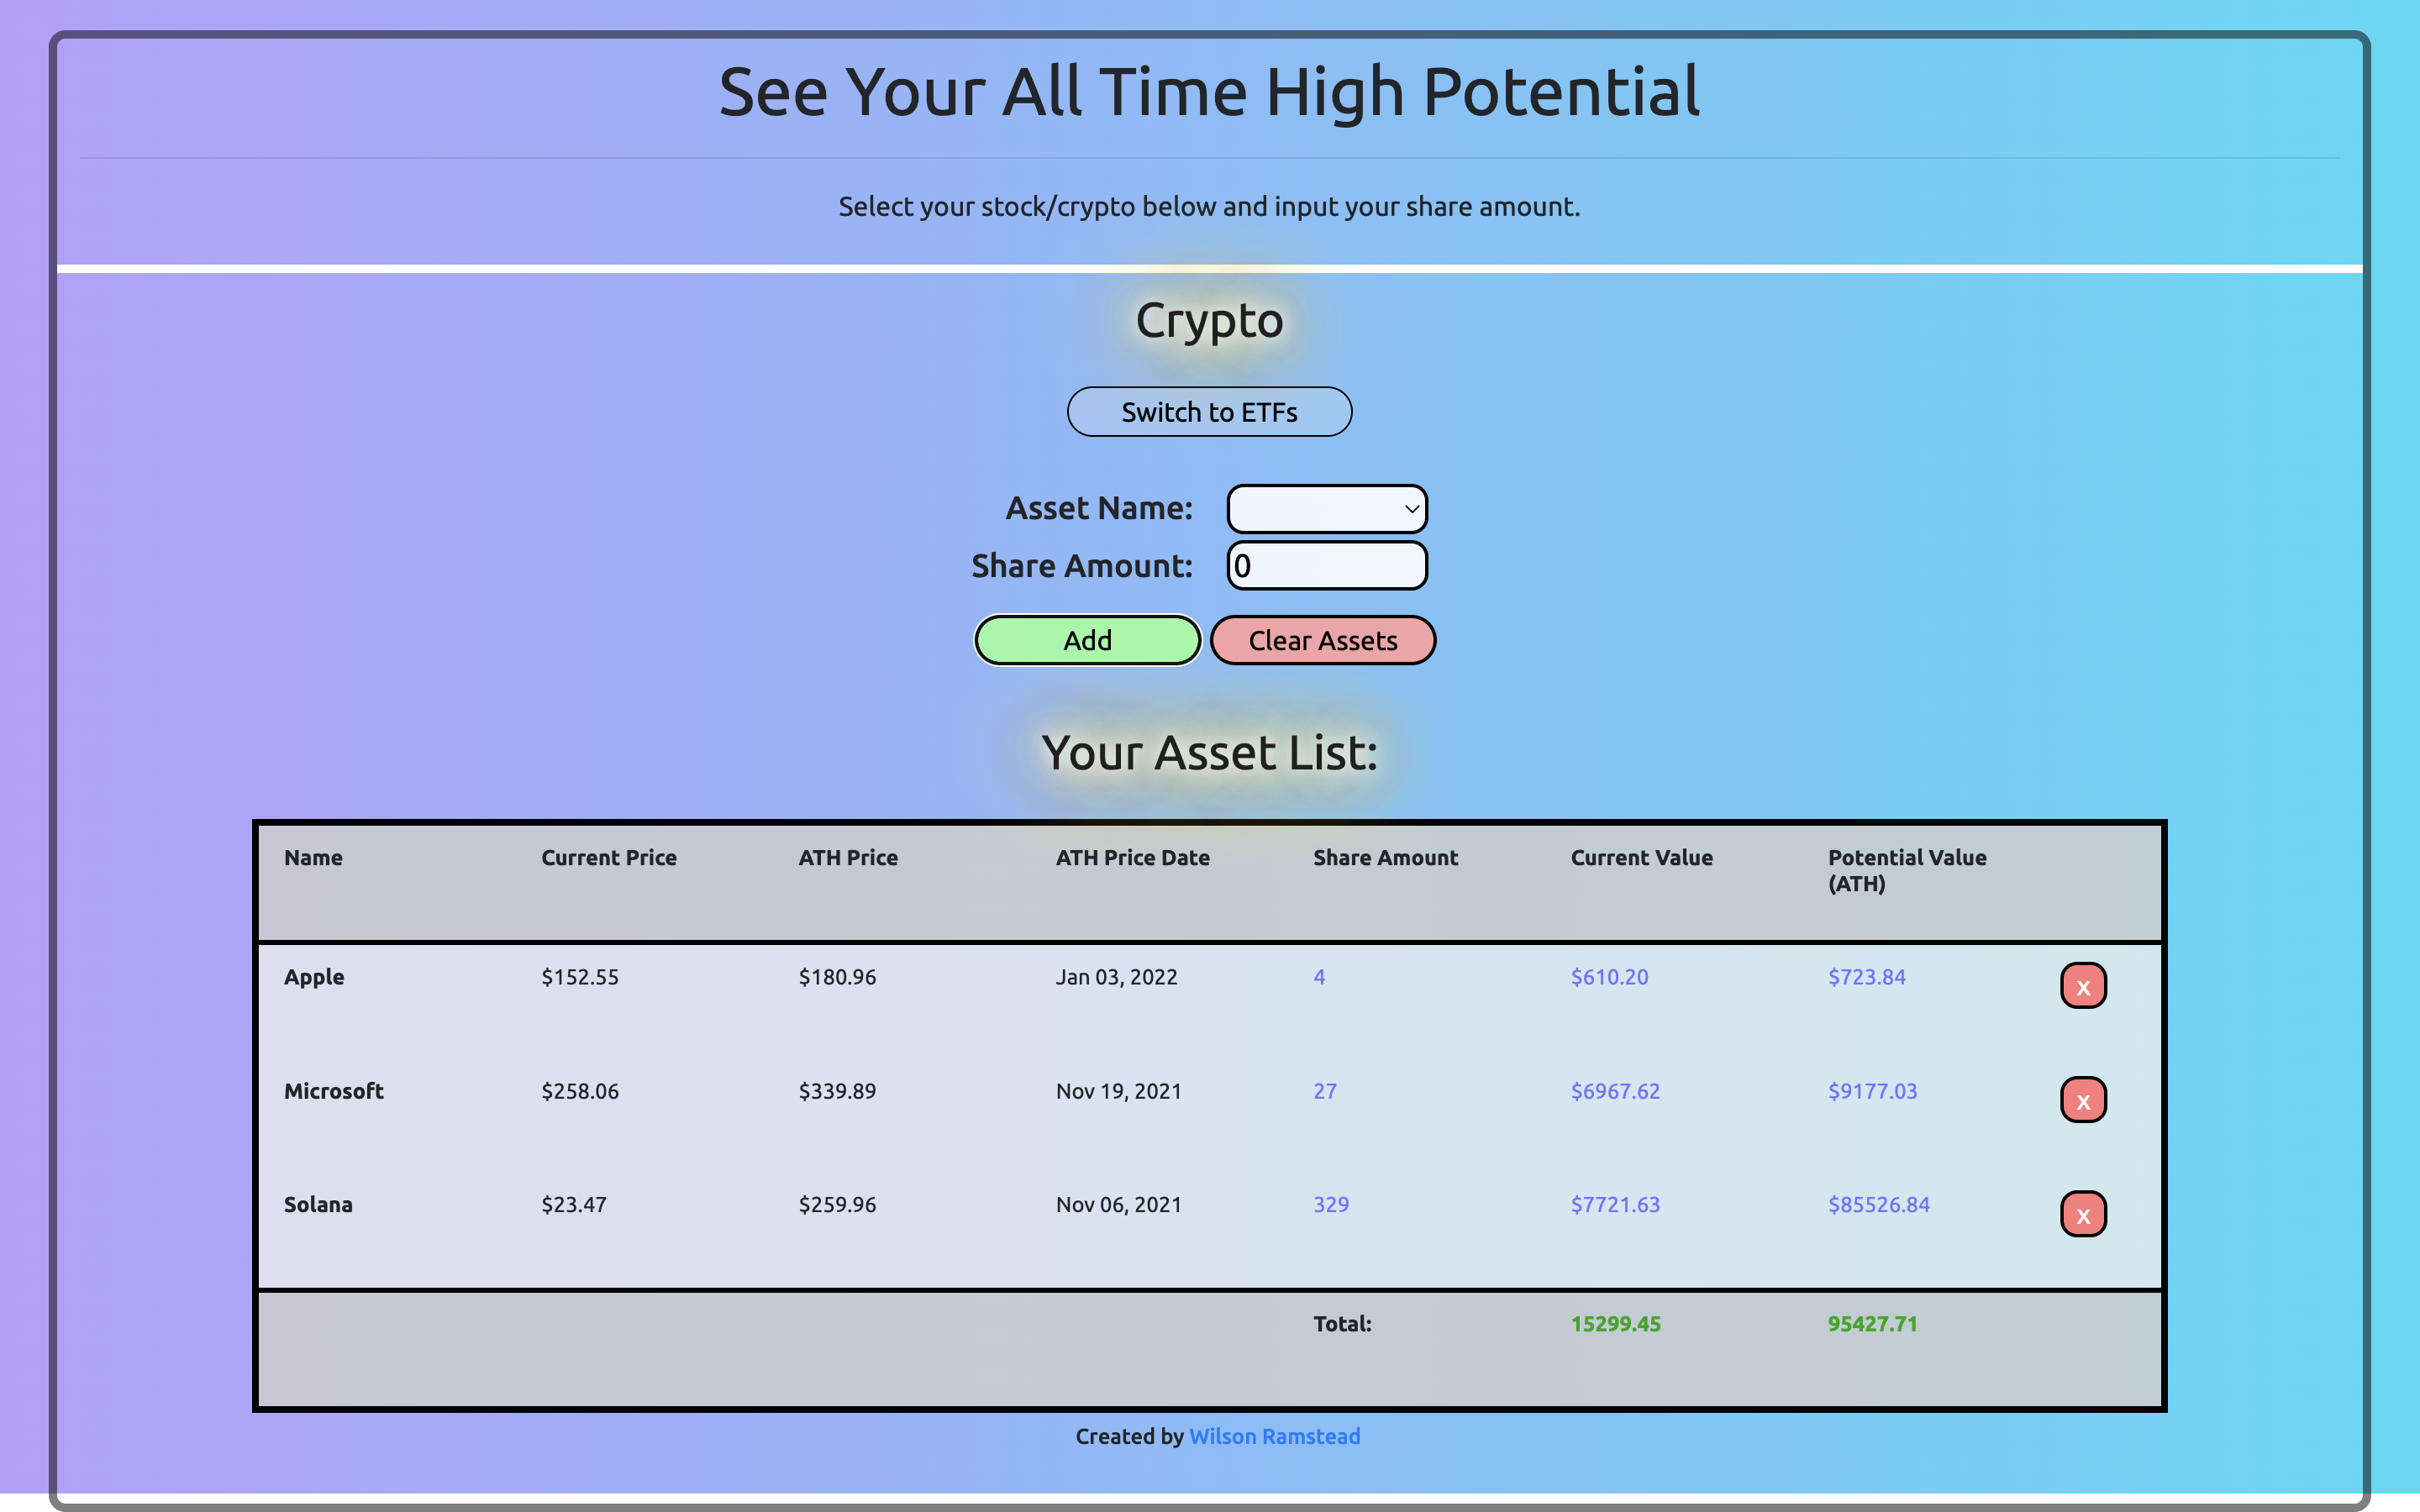 See Your All Time High Potential
Select your stock/crypto below and input your share amount.
Crypto
Switch to ETFs
Asset Name:
Share Amount: 0
Add Clear Assets
Your Asset List:
Name Current Price ATH Price ATH Price Date Share Amount Current Value Potential Value
(ATH)
Apple $152.55 $180.96 Jan 03, 2022 4 $610.20 $723.84 x
Microsoft $258.06 $339.89 Nov 19, 2021 27 $6967.62 $9177.03 x
Solana $23.47 $259.96 Nov 06, 2021 329 $7721.63 $85526.84 x
Total: 15299.45 95427.71
Created by Wilson Ramstead